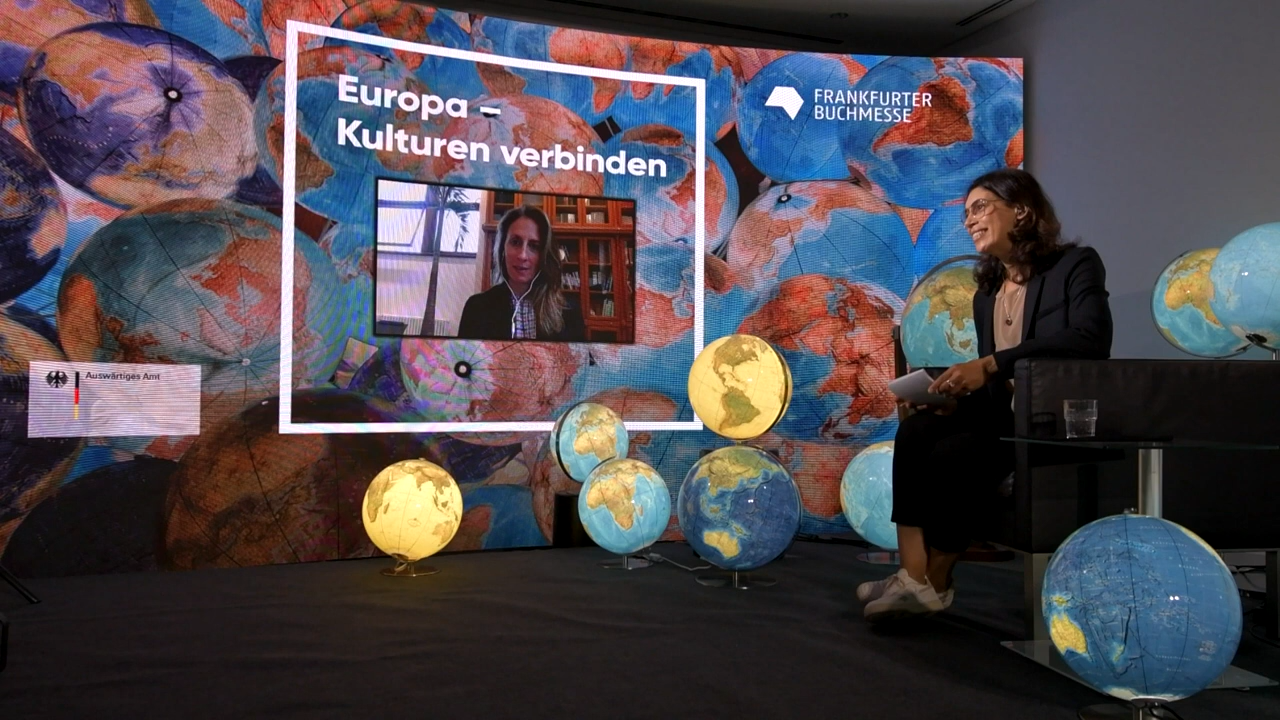 Europa –
Kulturen verbinden
FRANKFURTER
BUCHMESSE
Auswärtiges Amt